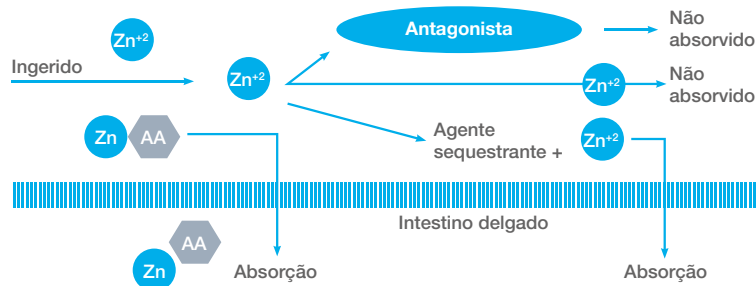 Zn+2
Antagonista
Não
absorvido
Ingerido
Zn+2
Zn+2
Não
absorvido
Zn
AA
Agente
sequestrante +
Zn+2
Intestino delgado
AA
Zn
Absorção
Absorção